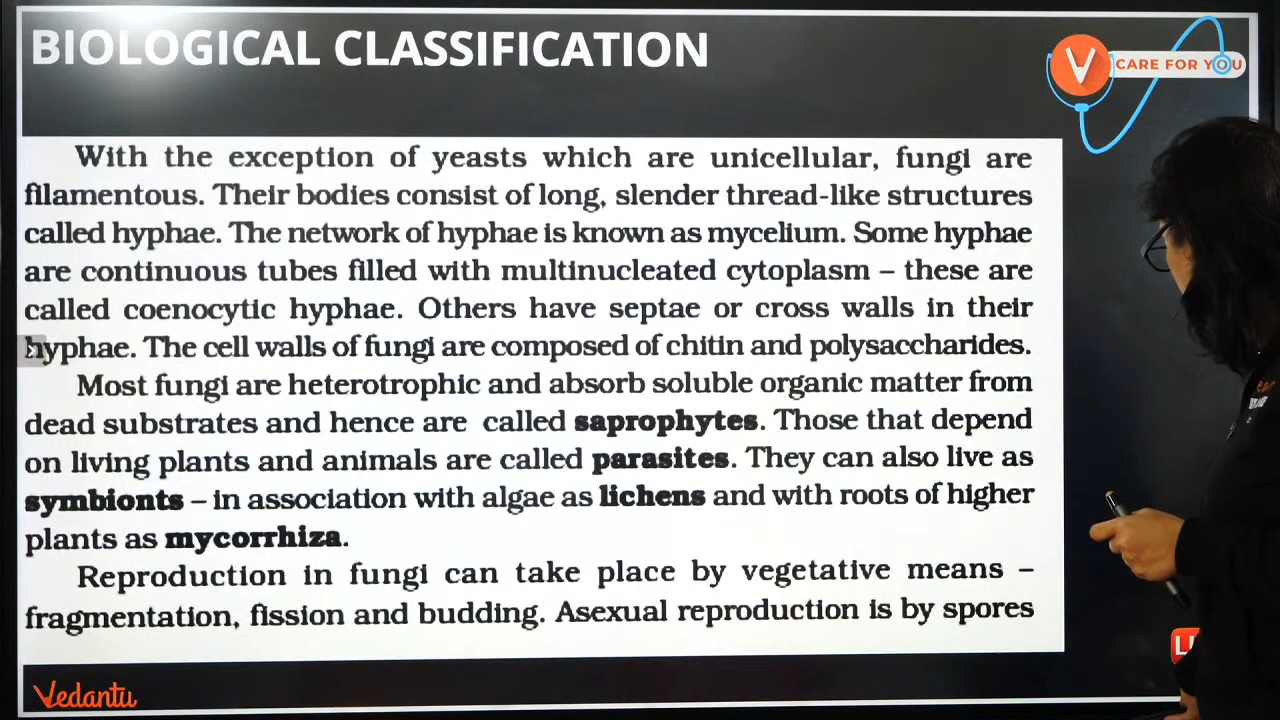 BIOLOGICAL CLASSIFICATION
CARE FOR YOU
With the exception of yeasts which are unicellular, fungi are
filamentous. Their bodies consist of long, slender thread-like structures
called hyphae. The network of hyphae is known as mycelium. Some hyphae
are continuous tubes filled with multinucleated cytoplasm – these are
called coenocytic hyphae. Others have septae or cross walls in their
hyphae. The cell walls of fungi are composed of chitin and polysaccharides.
Most fungi are heterotrophic and absorb soluble organic matter from
dead substrates and hence are called saprophytes. Those that depend
on living plants and animals are called parasites. They can also live as
symbionts – in association with algae as lichens and with roots of higher
plants as mycorrhiza.
Reproduction in fungi can take place by vegetative means –
fragmentation, fission and budding. Asexual reproduction is by spores
Vedantu